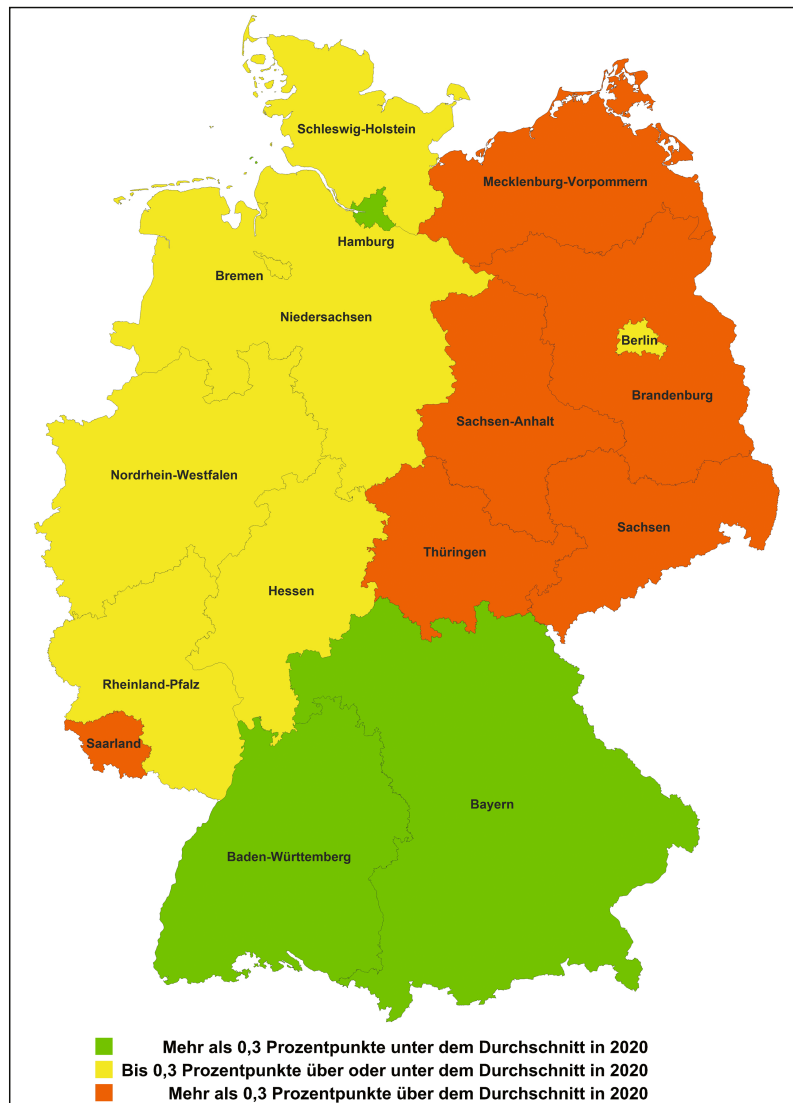 Schleswig-Holstein
Mecklenburg-Vorpommern
Hamburg
Bremen
Niedersachsen
Berlin
Brandenburg
Sachsen-Anhalt
Nordrhein-Westfalen
Sachsen
Thüringen
Hessen
Rheinland-Pfalz
Saarland
Bayern
Baden-Württemberg
Mehr als 0,3 Prozentpunkte unter dem Durchschnitt in 2020
Bis 0,3 Prozentpunkte über oder unter dem Durchschnitt in 2020
Mehr als 0,3 Prozentpunkte über dem Durchschnitt in 2020